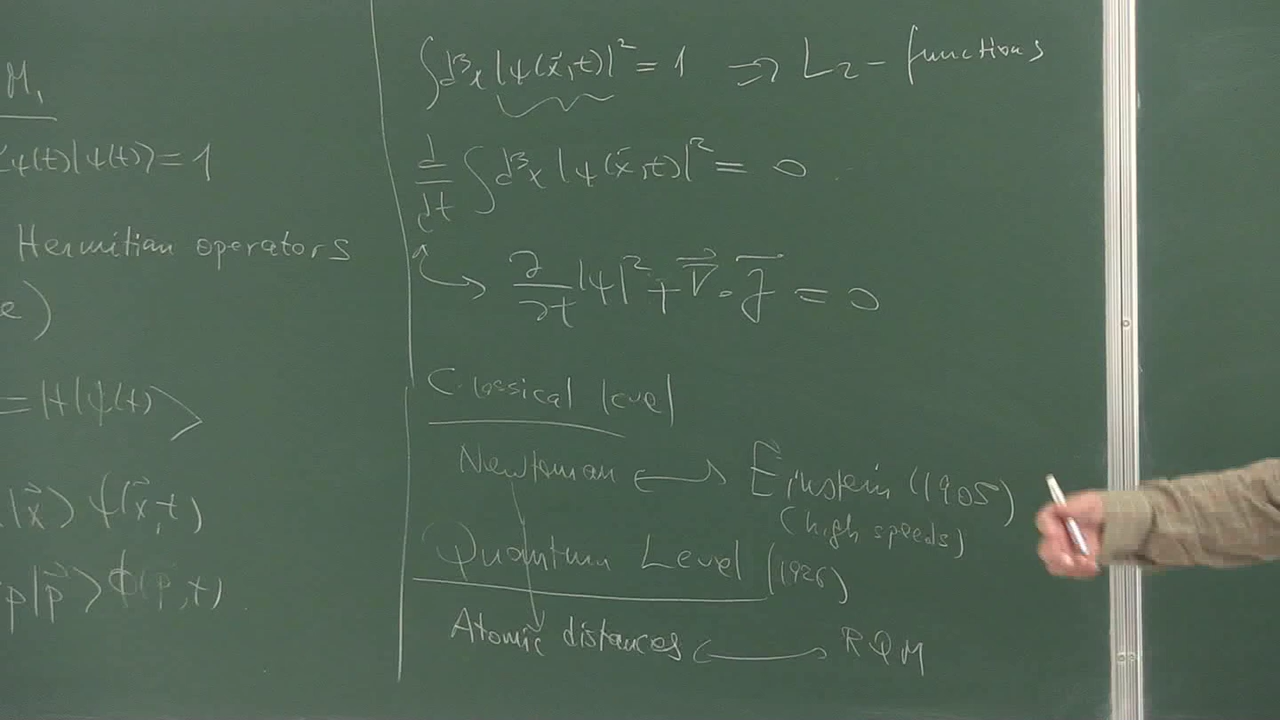 M,
⟨ψ(t)|ψ(t)⟩ = 1
Hermitian operators
e)
= H|ψ(t)⟩
|x⃗⟩ ψ(x⃗,t)
p|p⃗⟩ Φ(p,t)
∫d³x |ψ(x⃗,t)|² = 1 ⇒ L₂ - functions
d/dt ∫d³x |ψ(x⃗,t)|² = 0
↪ ∂/∂t |ψ|² + ∇⃗ · j⃗ = 0
Classical level
Newtonian ↔ Einstein (1905)
(high speeds)
Quantum Level (1926)
Atomic distances ↔ RQM